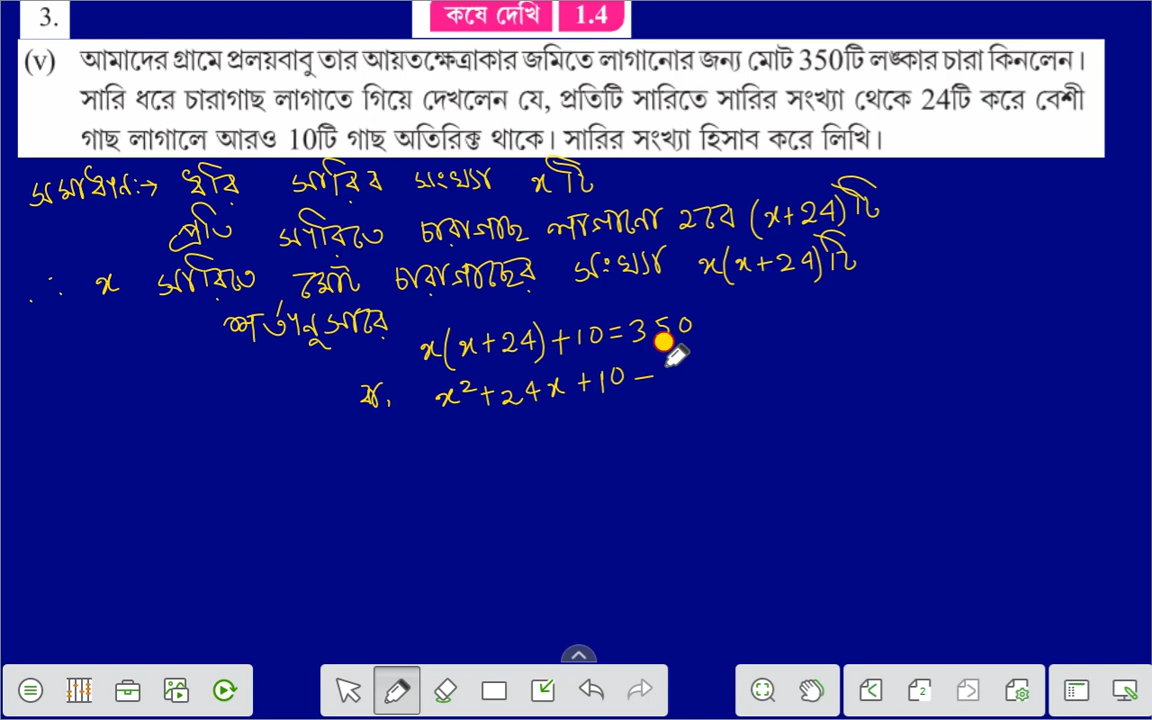 3.
কষে দেখি 1.4
(v) আমাদের গ্রামে প্রলয়বাবু তার আয়তক্ষেত্রাকার জমিতে লাগানোর জন্য মোট 350টি লঙ্কার চারা কিনলেন।
সারি ধরে চারাগাছ লাগাতে গিয়ে দেখলেন যে, প্রতিটি সারিতে সারির সংখ্যা থেকে 24টি করে বেশী
গাছ লাগালে আরও 10টি গাছ অতিরিক্ত থাকে। সারির সংখ্যা হিসাব করে লিখি।
সমাধান:→ ধরি সারির সংখ্যা x টি
প্রতি সারিতে চারাগাছ লাগানো হবে (x+24) টি
∴ x সারিতে মোট চারাগাছের সংখ্যা x(x+24) টি
শর্তানুসারে
x(x+24)+10=350
বা, x²+24x+10-
2